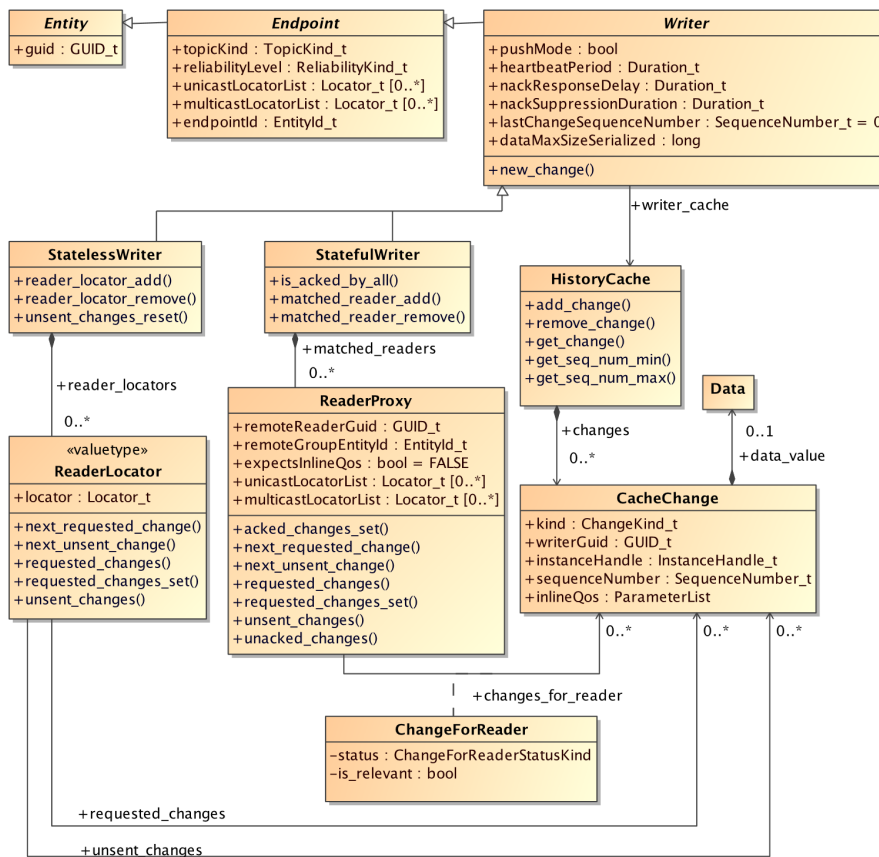 Entity
+guid : GUID_t
Endpoint
+topicKind : TopicKind_t
+reliabilityLevel : ReliabilityKind_t
+unicastLocatorList : Locator_t [0..*]
+multicastLocatorList : Locator_t [0..*]
+endpointId : EntityId_t
Writer
+pushMode : bool
+heartbeatPeriod : Duration_t
+nackResponseDelay : Duration_t
+nackSuppressionDuration : Duration_t
+lastChangeSequenceNumber : SequenceNumber_t = 0
+dataMaxSizeSerialized : long
+new_change()
+writer_cache
StatelessWriter
+reader_locator_add()
+reader_locator_remove()
+unsent_changes_reset()
StatefulWriter
+is_acked_by_all()
+matched_reader_add()
+matched_reader_remove()
HistoryCache
+add_change()
+remove_change()
+get_change()
+get_seq_num_min()
+get_seq_num_max()
+reader_locators
0..*
+matched_readers
0..*
+changes
0..*
Data
0..1
+data_value
«valuetype»
ReaderLocator
+locator : Locator_t
+next_requested_change()
+next_unsent_change()
+requested_changes()
+requested_changes_set()
+unsent_changes()
ReaderProxy
+remoteReaderGuid : GUID_t
+remoteGroupEntityId : EntityId_t
+expectsInlineQos : bool = FALSE
+unicastLocatorList : Locator_t [0..*]
+multicastLocatorList : Locator_t [0..*]
+acked_changes_set()
+next_requested_change()
+next_unsent_change()
+requested_changes()
+requested_changes_set()
+unsent_changes()
+unacked_changes()
CacheChange
+kind : ChangeKind_t
+writerGuid : GUID_t
+instanceHandle : InstanceHandle_t
+sequenceNumber : SequenceNumber_t
+inlineQos : ParameterList
0..*
0..*
0..*
+changes_for_reader
ChangeForReader
-status : ChangeForReaderStatusKind
-is_relevant : bool
+requested_changes
+unsent_changes